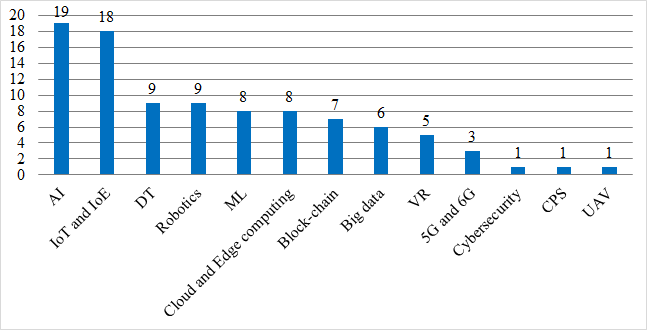 20
18
16
14
12
10
8
6
4
2
0
19
18
9
9
8
8
7
6
5
3
1
1
1
AI
IoT and IoE
DT
Robotics
ML
Cloud and Edge computing
Block-chain
Big data
VR
5G and 6G
Cybersecurity
CPS
UAV